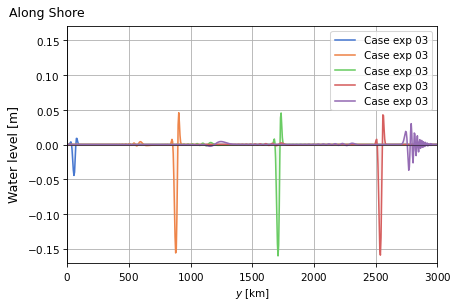 Along Shore
Water level [m]
0.15
0.10
0.05
0.00
−0.05
−0.10
−0.15
Case exp 03
Case exp 03
Case exp 03
Case exp 03
Case exp 03
0 500 1000 1500 2000 2500 3000
y [km]